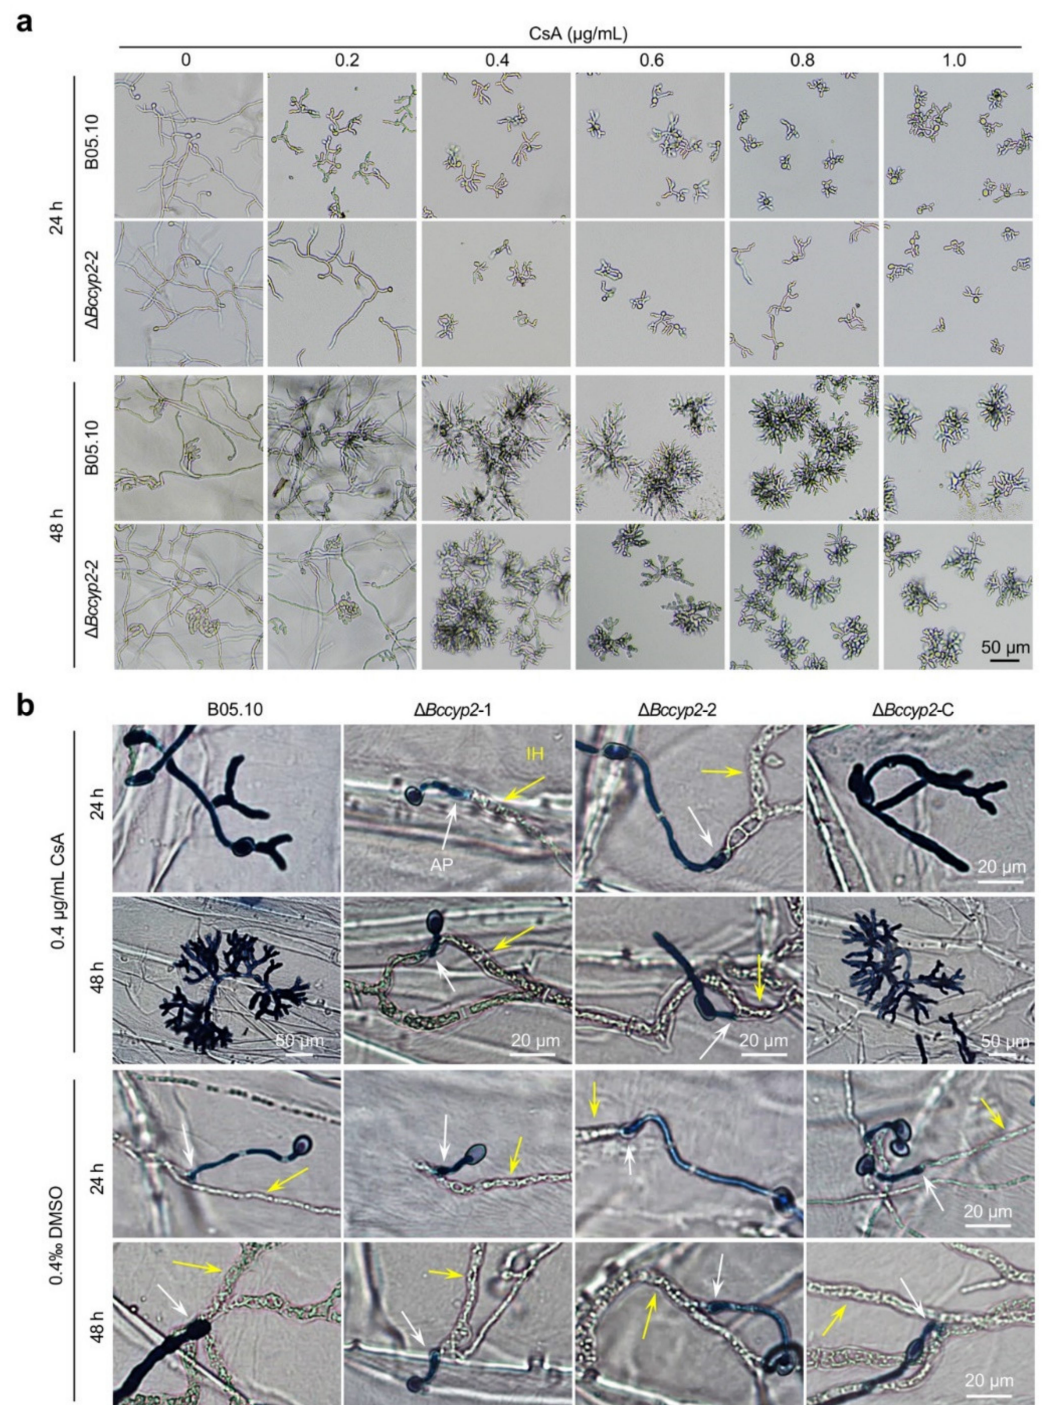 a
CsA (µg/mL)
0 0.2 0.4 0.6 0.8 1.0
24 h
B05.10
ΔBccyp2-2
48 h
B05.10
ΔBccyp2-2
50 µm
b
B05.10 ΔBccyp2-1 ΔBccyp2-2 ΔBccyp2-C
0.4 µg/mL CsA
24 h
IH
AP
20 µm
48 h
50 µm 20 µm 20 µm 50 µm
0.4‰ DMSO
24 h
20 µm
48 h
20 µm